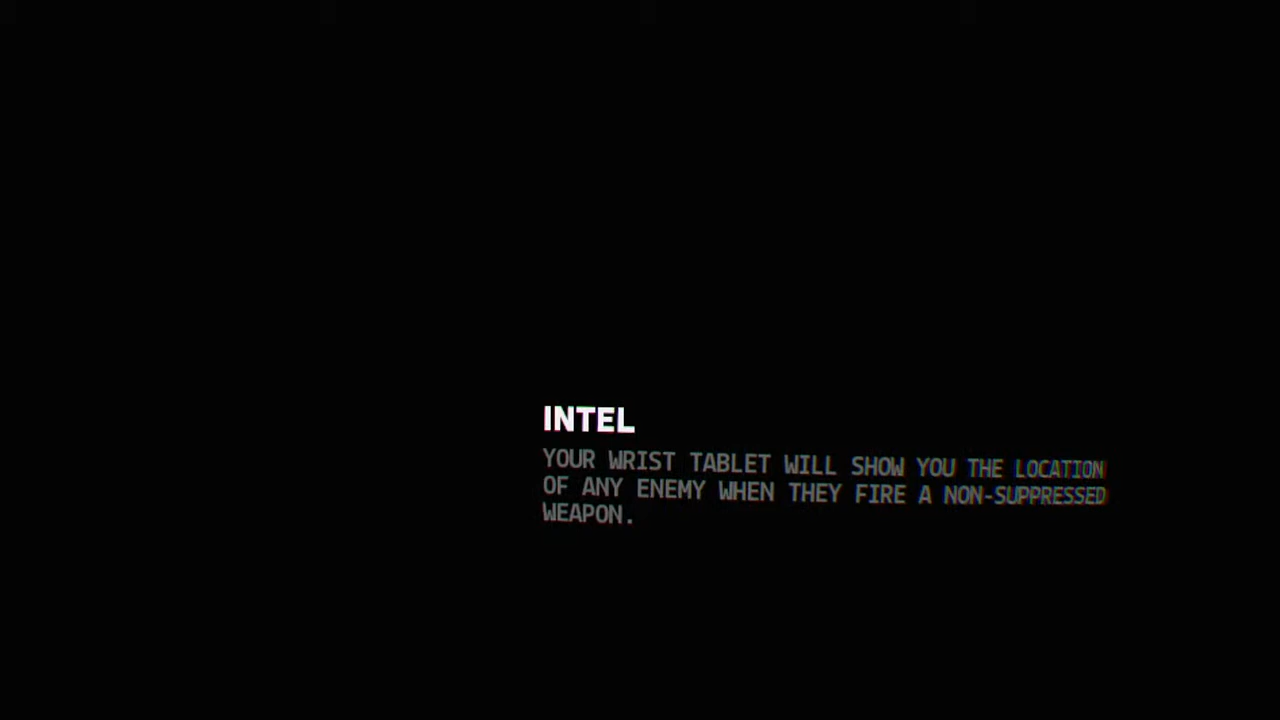 INTEL
YOUR WRIST TABLET WILL SHOW YOU THE LOCATION
OF ANY ENEMY WHEN THEY FIRE A NON-SUPPRESSED
WEAPON.